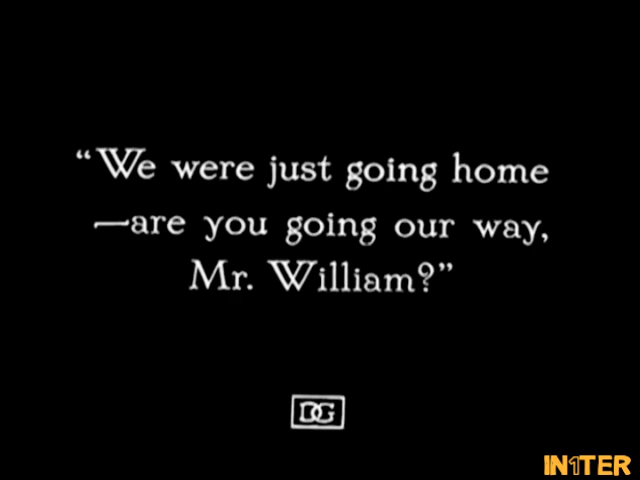 “We were just going home
—are you going our way,
Mr. William?”
DG
IN1TER